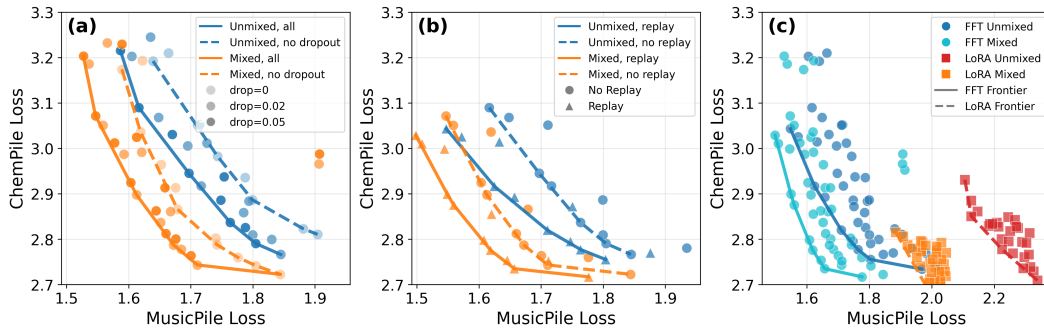 (a)
ChemPile Loss
3.3
3.2
3.1
3.0
2.9
2.8
2.7
1.5 1.6 1.7 1.8 1.9
MusicPile Loss
Unmixed, all
Unmixed, no dropout
Mixed, all
Mixed, no dropout
drop=0
drop=0.02
drop=0.05
(b)
ChemPile Loss
3.3
3.2
3.1
3.0
2.9
2.8
2.7
1.5 1.6 1.7 1.8 1.9
MusicPile Loss
Unmixed, replay
Unmixed, no replay
Mixed, replay
Mixed, no replay
No Replay
Replay
(c)
ChemPile Loss
3.3
3.2
3.1
3.0
2.9
2.8
2.7
1.6 1.8 2.0 2.2
MusicPile Loss
FFT Unmixed
FFT Mixed
LoRA Unmixed
LoRA Mixed
FFT Frontier
LoRA Frontier